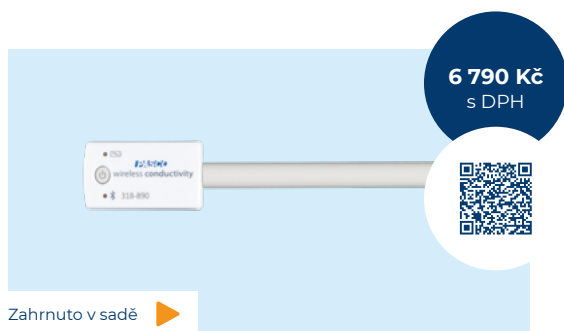 6 790 Kč
s DPH
PASCO
wireless conductivity
318-890
Zahrnuto v sadě